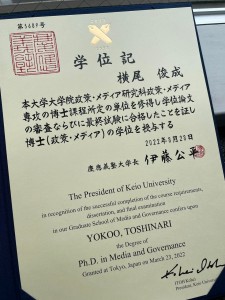 第5689号
学位記
横尾 俊成
本大学大学院政策・メディア研究科政策・メディア
専攻の博士課程所定の単位を修得し学位論文
の審査ならびに最終試験に合格したことを証し
博士(政策・メディア)の学位を授与する
2022年3月23日
慶應義塾大学長 伊藤公平
The President of Keio University
in recognition of the successful completion of the course requirements,
dissertation, and final examination
in our Graduate School of Media and Governance confers upon
YOKOO, TOSHINARI
the Degree of
Ph.D. in Media and Governance
Granted at Tokyo, Japan on March 23, 2022
President, Keio University